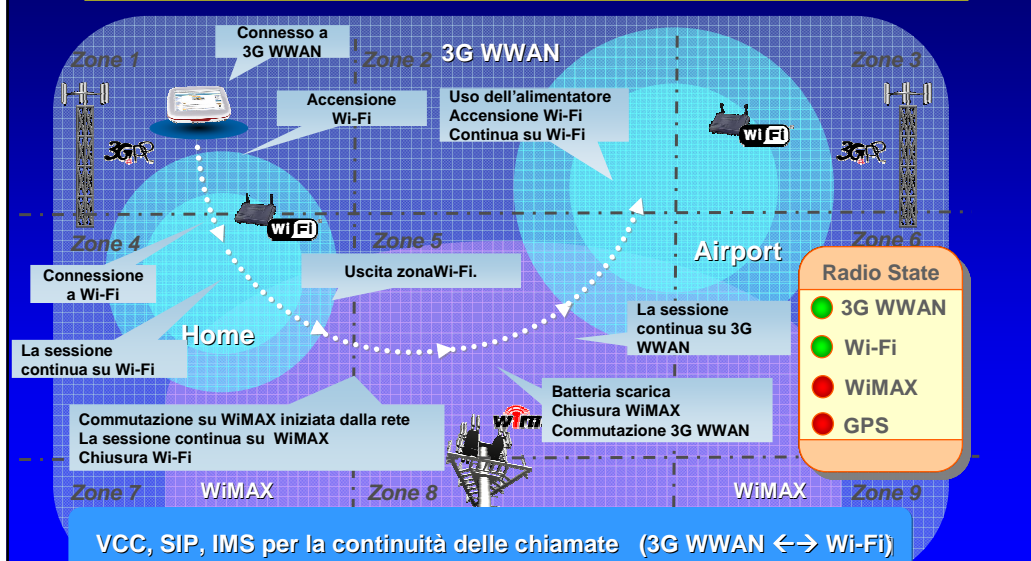 Connesso a
3G WWAN
Zone 1
Zone 2
3G WWAN
Zone 3
Accensione
Wi-Fi
Uso dell'alimentatore
Accensione Wi-Fi
Continua su Wi-Fi
Wi Fi
3G
3G
Wi Fi
Zone 4
Zone 5
Zone 6
Airport
Connessione
a Wi-Fi
Uscita zonaWi-Fi.
Radio State
3G WWAN
Wi-Fi
WiMAX
GPS
Home
La sessione
continua su 3G
WWAN
La sessione
continua su Wi-Fi
Batteria scarica
Chiusura WiMAX
Commutazione 3G WWAN
Commutazione su WiMAX iniziata dalla rete
La sessione continua su WiMAX
Chiusura Wi-Fi
Zone 7
WiMAX
Zone 8
WiMAX
Zone 9
VCC, SIP, IMS per la continuità delle chiamate (3G WWAN ←→ Wi-Fi)